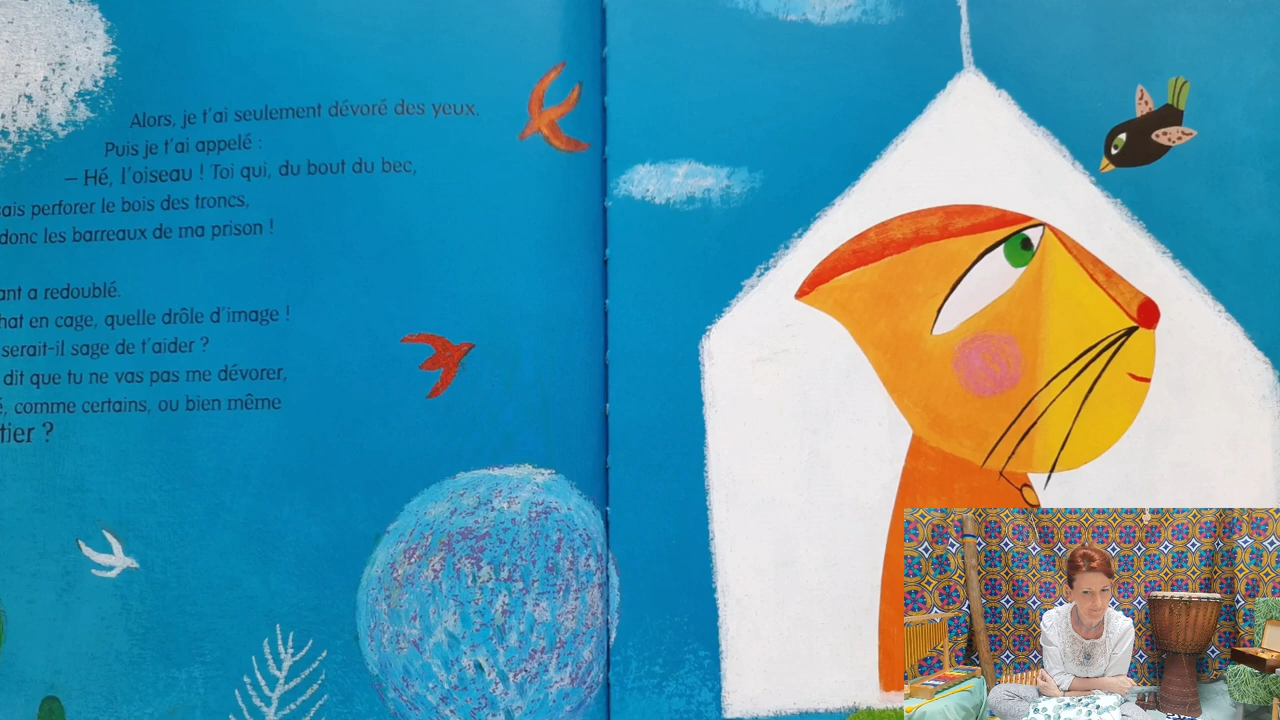 Alors, je t'ai seulement dévoré des yeux.
Puis je t'ai appelé :
– Hé, l'oiseau ! Toi qui, du bout du bec,
sais perforer le bois des troncs,
donc les barreaux de ma prison !
ant a redoublé.
hat en cage, quelle drôle d'image !
serait-il sage de t'aider ?
dit que tu ne vas pas me dévorer,
comme certains, ou bien même
tier ?